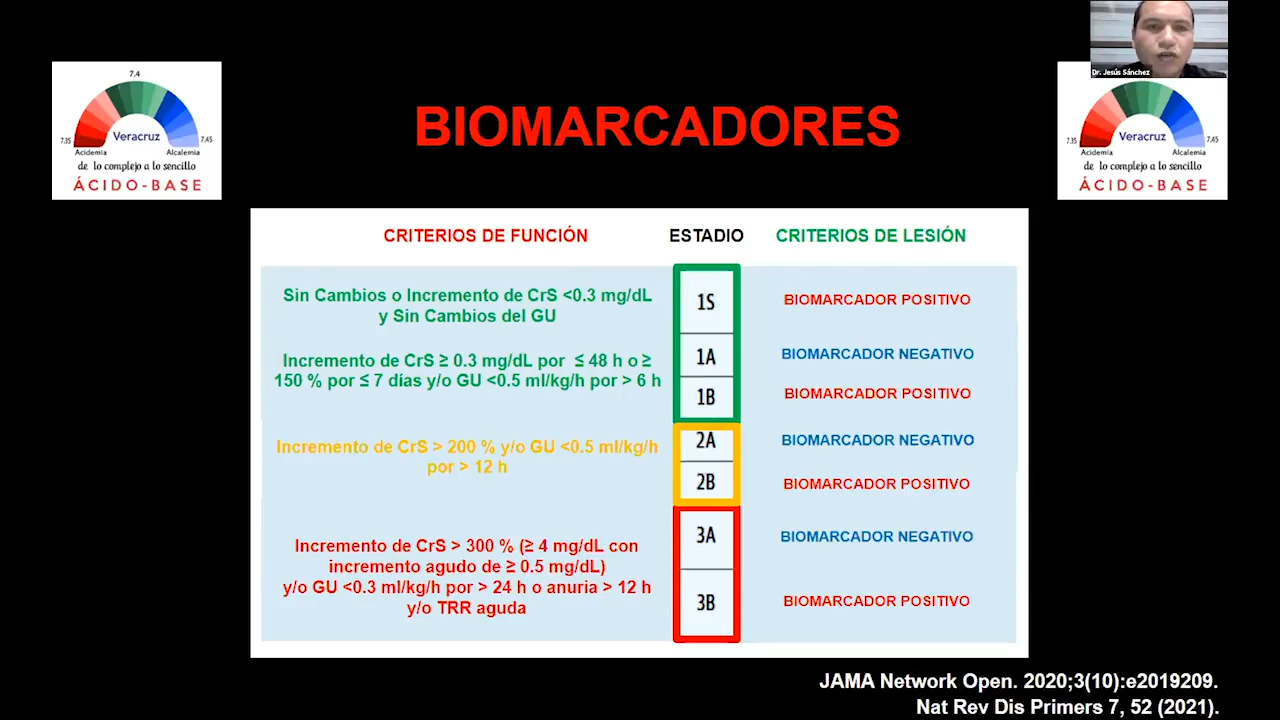 Dr. Jesús Sánchez
7.4
7.35
Veracruz
7.45
Acidemia
Alcalemia
de lo complejo a lo sencillo
ÁCIDO-BASE
BIOMARCADORES
7.35
Veracruz
7.45
Acidemia
Alcalemia
de lo complejo a lo sencillo
ÁCIDO-BASE
CRITERIOS DE FUNCIÓN
ESTADIO
CRITERIOS DE LESIÓN
Sin Cambios o Incremento de CrS <0.3 mg/dL
y Sin Cambios del GU
1S
BIOMARCADOR POSITIVO
Incremento de CrS ≥ 0.3 mg/dL por ≤ 48 h o ≥
150 % por ≤ 7 días y/o GU <0.5 ml/kg/h por > 6 h
1A
BIOMARCADOR NEGATIVO
1B
BIOMARCADOR POSITIVO
Incremento de CrS > 200 % y/o GU <0.5 ml/kg/h
por > 12 h
2A
BIOMARCADOR NEGATIVO
2B
BIOMARCADOR POSITIVO
Incremento de CrS > 300 % (≥ 4 mg/dL con
incremento agudo de ≥ 0.5 mg/dL)
y/o GU <0.3 ml/kg/h por > 24 h o anuria > 12 h
y/o TRR aguda
3A
BIOMARCADOR NEGATIVO
3B
BIOMARCADOR POSITIVO
JAMA Network Open. 2020;3(10):e2019209.
Nat Rev Dis Primers 7, 52 (2021).